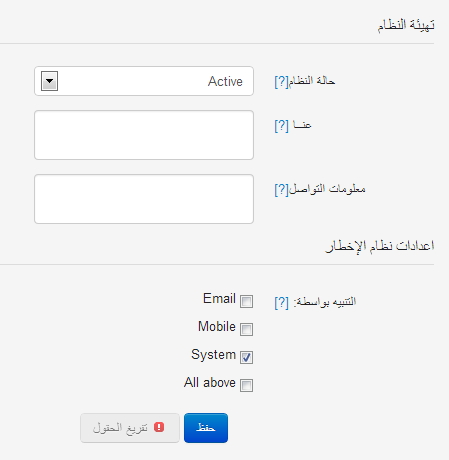 تهيئة النظام
حالة النظام[?] Active
عنــا [?]
معلومات التواصل[?]
اعدادات نظام الإخطار
التنبيه بواسطة: [?] Email
Mobile
System
All above
حفظ تفريغ الحقول